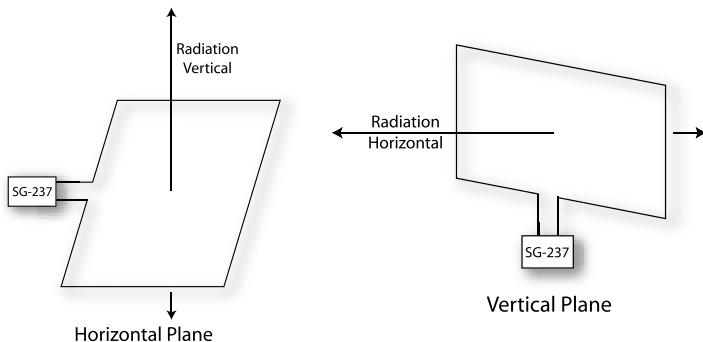 Radiation
Vertical
SG-237
Horizontal Plane
Radiation
Horizontal
SG-237
Vertical Plane